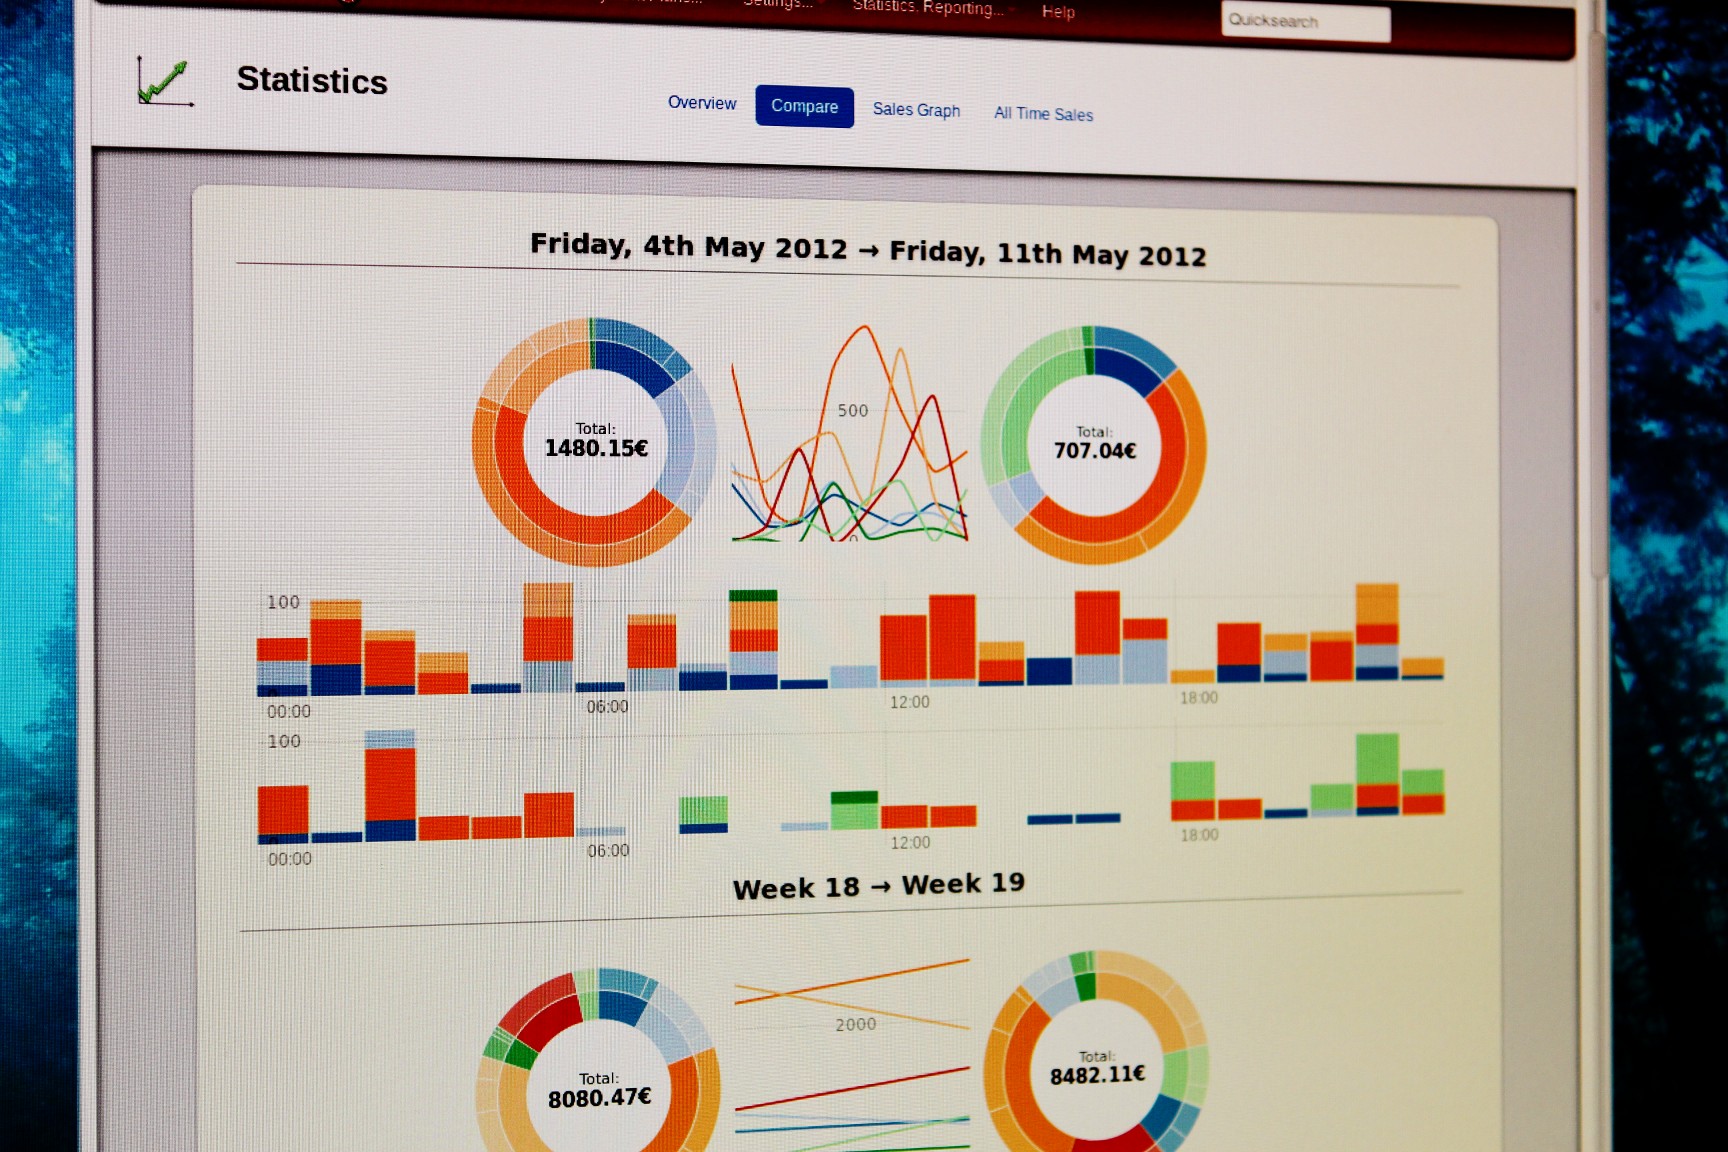 Settings...
Statistics, Reporting...
Help
Quicksearch
Statistics
Overview
Compare
Sales Graph
All Time Sales
Friday, 4th May 2012 → Friday, 11th May 2012
Total:
1480.15€
500
0
Total:
707.04€
100
0
00:00
06:00
12:00
18:00
100
0
00:00
06:00
12:00
18:00
Week 18 → Week 19
Total:
8080.47€
2000
Total:
8482.11€